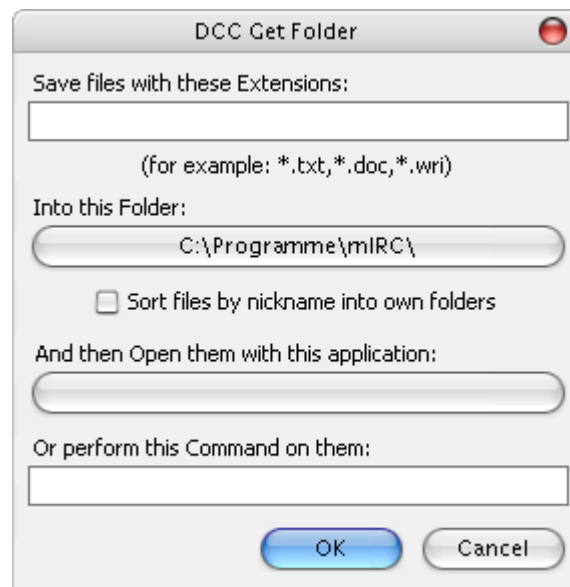 DCC Get Folder
Save files with these Extensions:
(for example: *.txt,*.doc,*.wri)
Into this Folder:
C:\Programme\mIRC\
Sort files by nickname into own folders
And then Open them with this application:
Or perform this Command on them:
OK Cancel